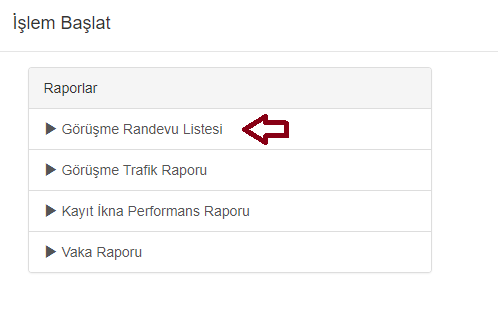 İşlem Başlat
Raporlar
Görüşme Randevu Listesi
Görüşme Trafik Raporu
Kayıt İkna Performans Raporu
Vaka Raporu